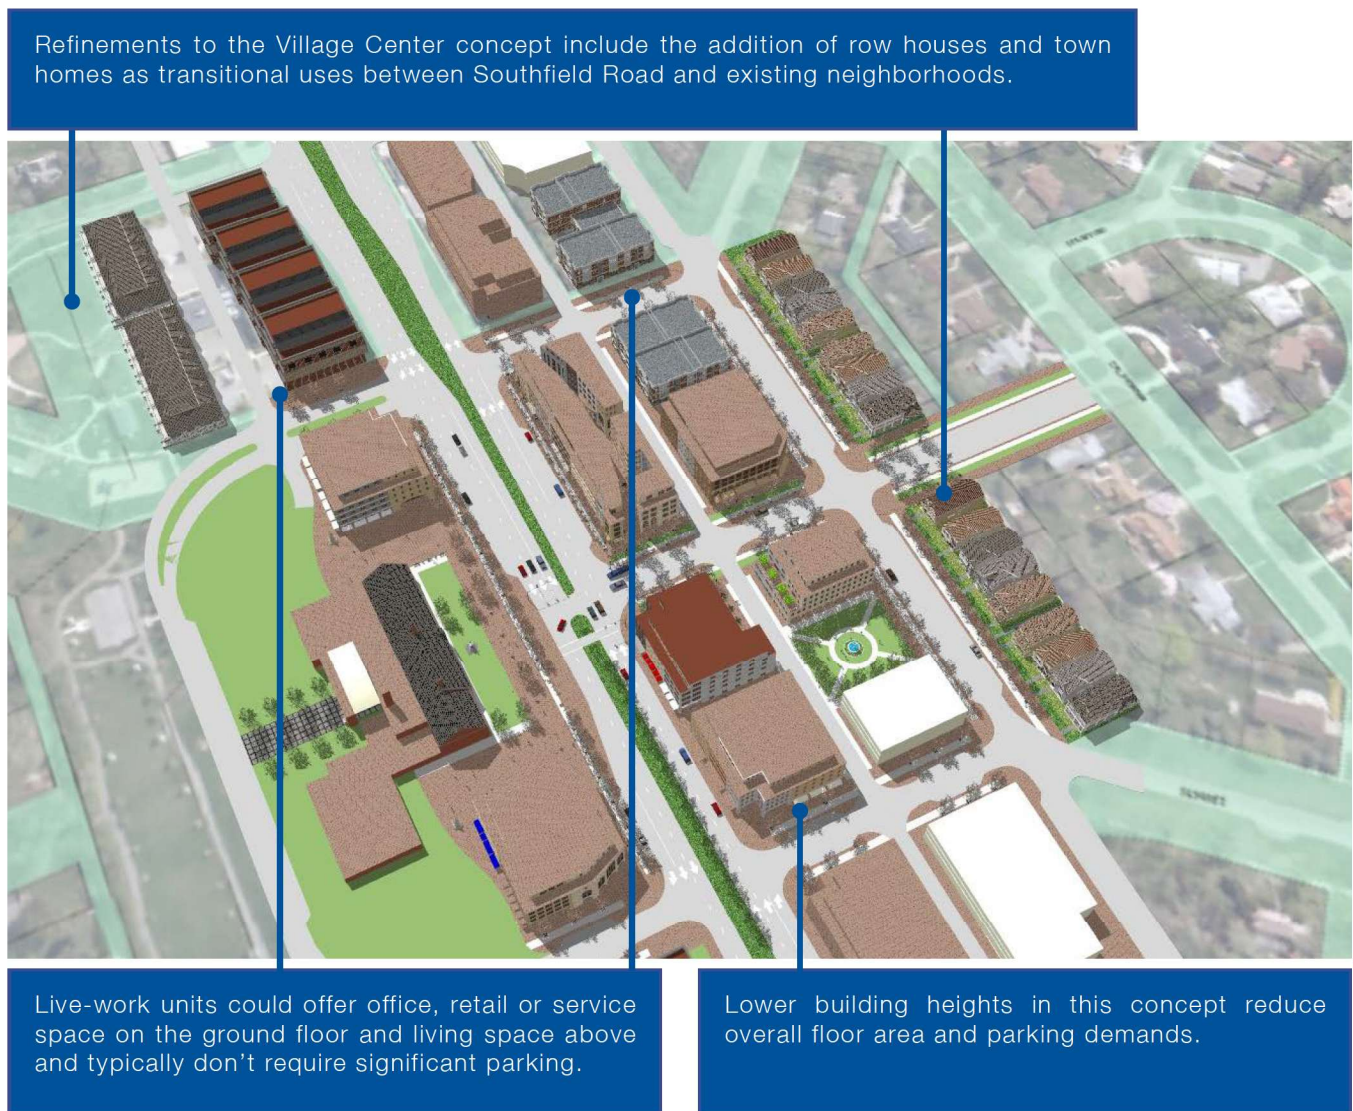 Refinements to the Village Center concept include the addition of row houses and town
homes as transitional uses between Southfield Road and existing neighborhoods.
Live-work units could offer office, retail or service
space on the ground floor and living space above
and typically don't require significant parking.
Lower building heights in this concept reduce
overall floor area and parking demands.